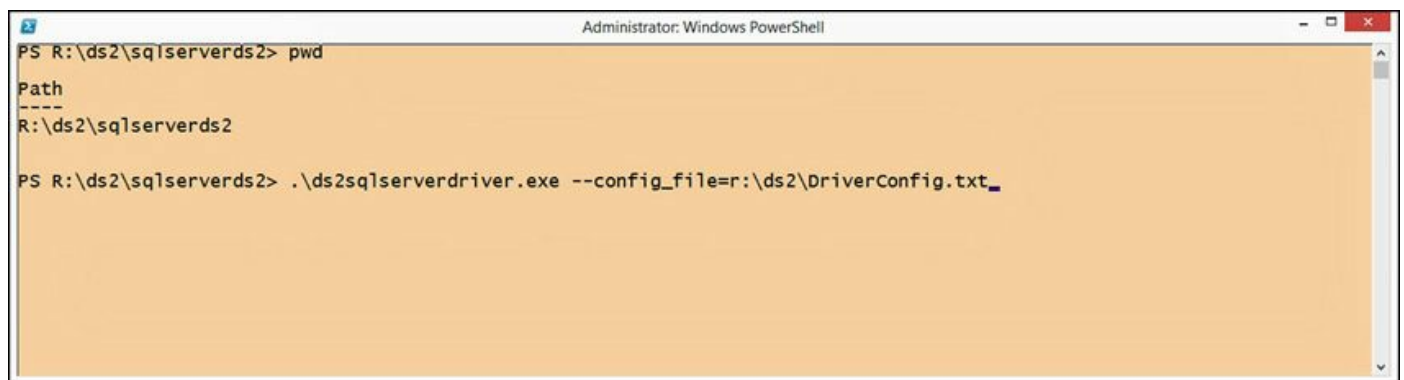 Administrator: Windows PowerShell
PS R:\ds2\sqlserverds2> pwd
Path
----
R:\ds2\sqlserverds2
PS R:\ds2\sqlserverds2> .\ds2sqlserverdriver.exe --config_file=r:\ds2\DriverConfig.txt